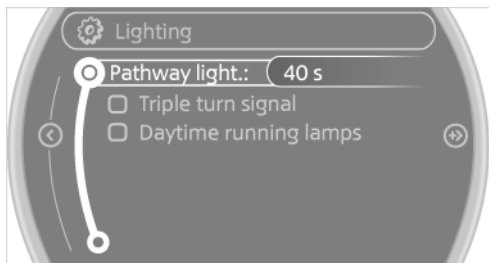 Lighting
Pathway light.: 40 s
Triple turn signal
Daytime running lamps